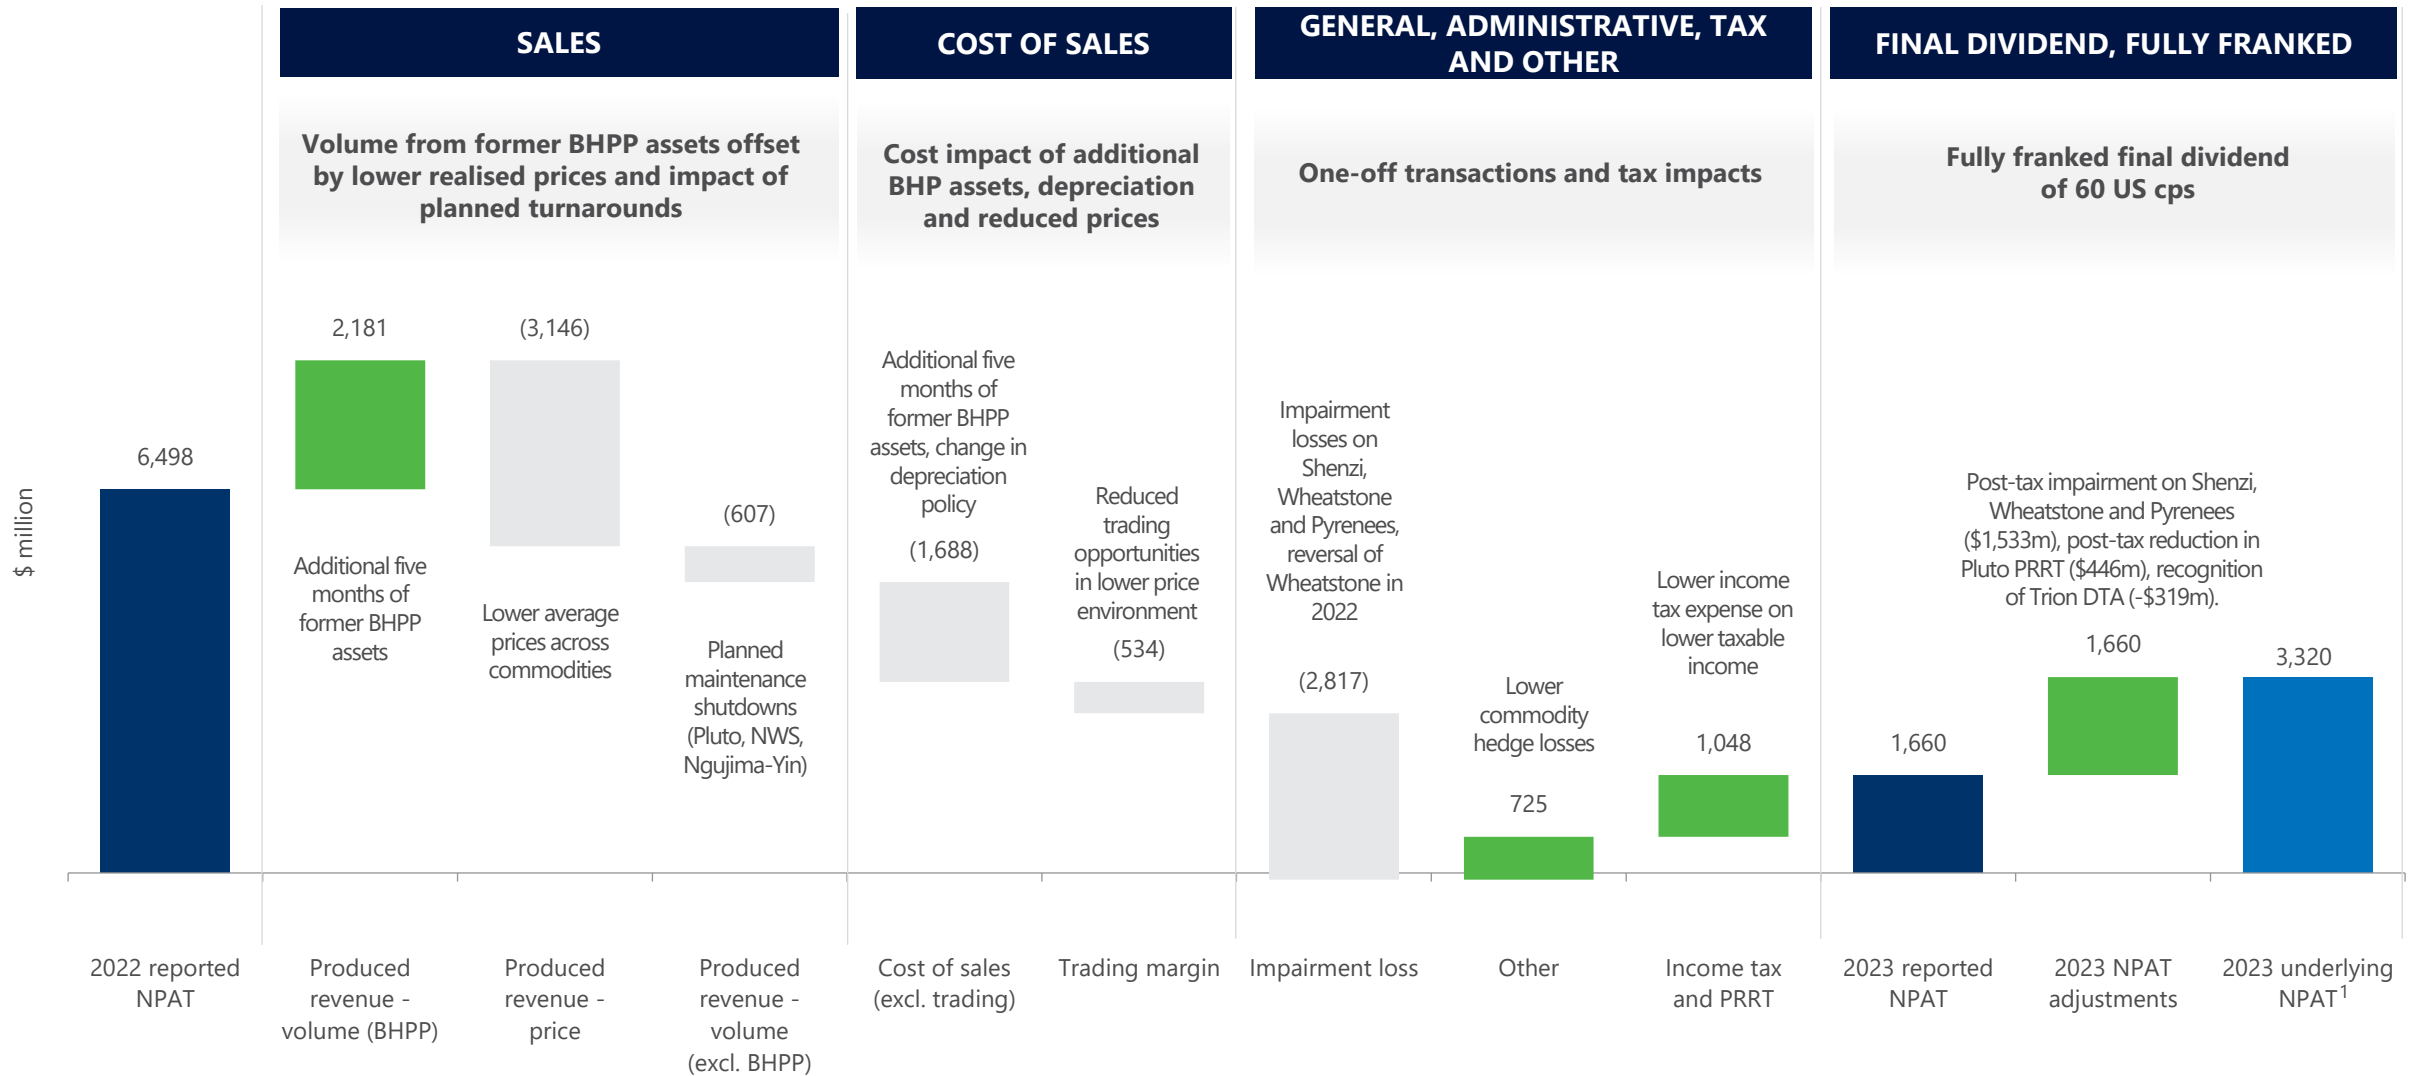 SALES
COST OF SALES
GENERAL, ADMINISTRATIVE, TAX
AND OTHER
FINAL DIVIDEND, FULLY FRANKED
Volume from former BHPP assets offset
by lower realised prices and impact of
planned turnarounds
Cost impact of additional
BHP assets, depreciation
and reduced prices
One-off transactions and tax impacts
Fully franked final dividend
of 60 US cps
$ million
6,498
2,181
Additional five
months of
former BHPP
assets
(3,146)
Lower average
prices across
commodities
(607)
Planned
maintenance
shutdowns
(Pluto, NWS,
Ngujima-Yin)
Additional five
months of
former BHPP
assets, change in
depreciation
policy
(1,688)
Reduced
trading
opportunities
in lower price
environment
(534)
Impairment
losses on
Shenzi,
Wheatstone
and Pyrenees,
reversal of
Wheatstone in
2022
(2,817)
Lower
commodity
hedge losses
725
Lower income
tax expense on
lower taxable
income
1,048
1,660
Post-tax impairment on Shenzi,
Wheatstone and Pyrenees
($1,533m), post-tax reduction in
Pluto PRRT ($446m), recognition
of Trion DTA (-$319m).
1,660
3,320
2022 reported
NPAT
Produced
revenue -
volume (BHPP)
Produced
revenue -
price
Produced
revenue -
volume
(excl. BHPP)
Cost of sales
(excl. trading)
Trading margin
Impairment loss
Other
Income tax
and PRRT
2023 reported
NPAT
2023 NPAT
adjustments
2023 underlying
NPAT1